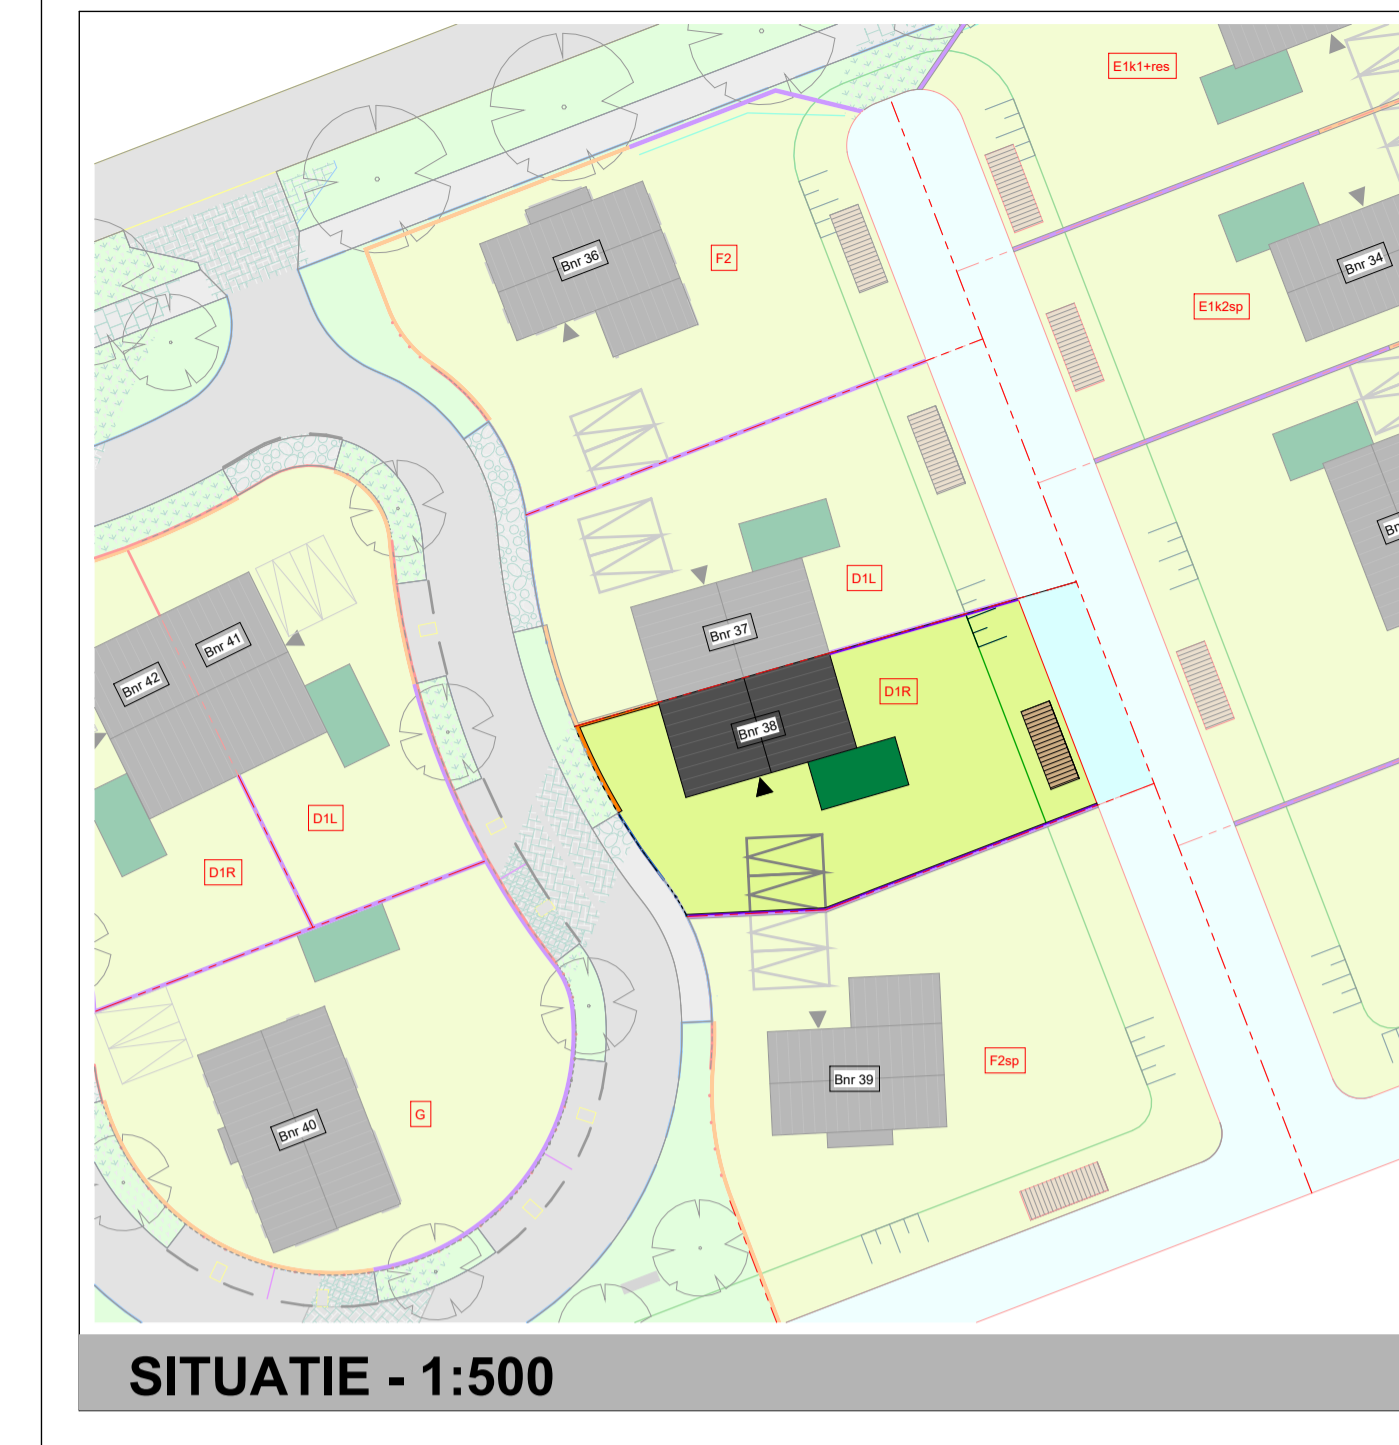 E1k1+res
Bnr 36
F2
Bnr 34
E1k2sp
Bnr
D1L
Bnr 37
Bnr 41
Bnr 42
D1R
Bnr 38
D1L
D1R
Bnr 39
F2sp
G
Bnr 40
SITUATIE - 1:500